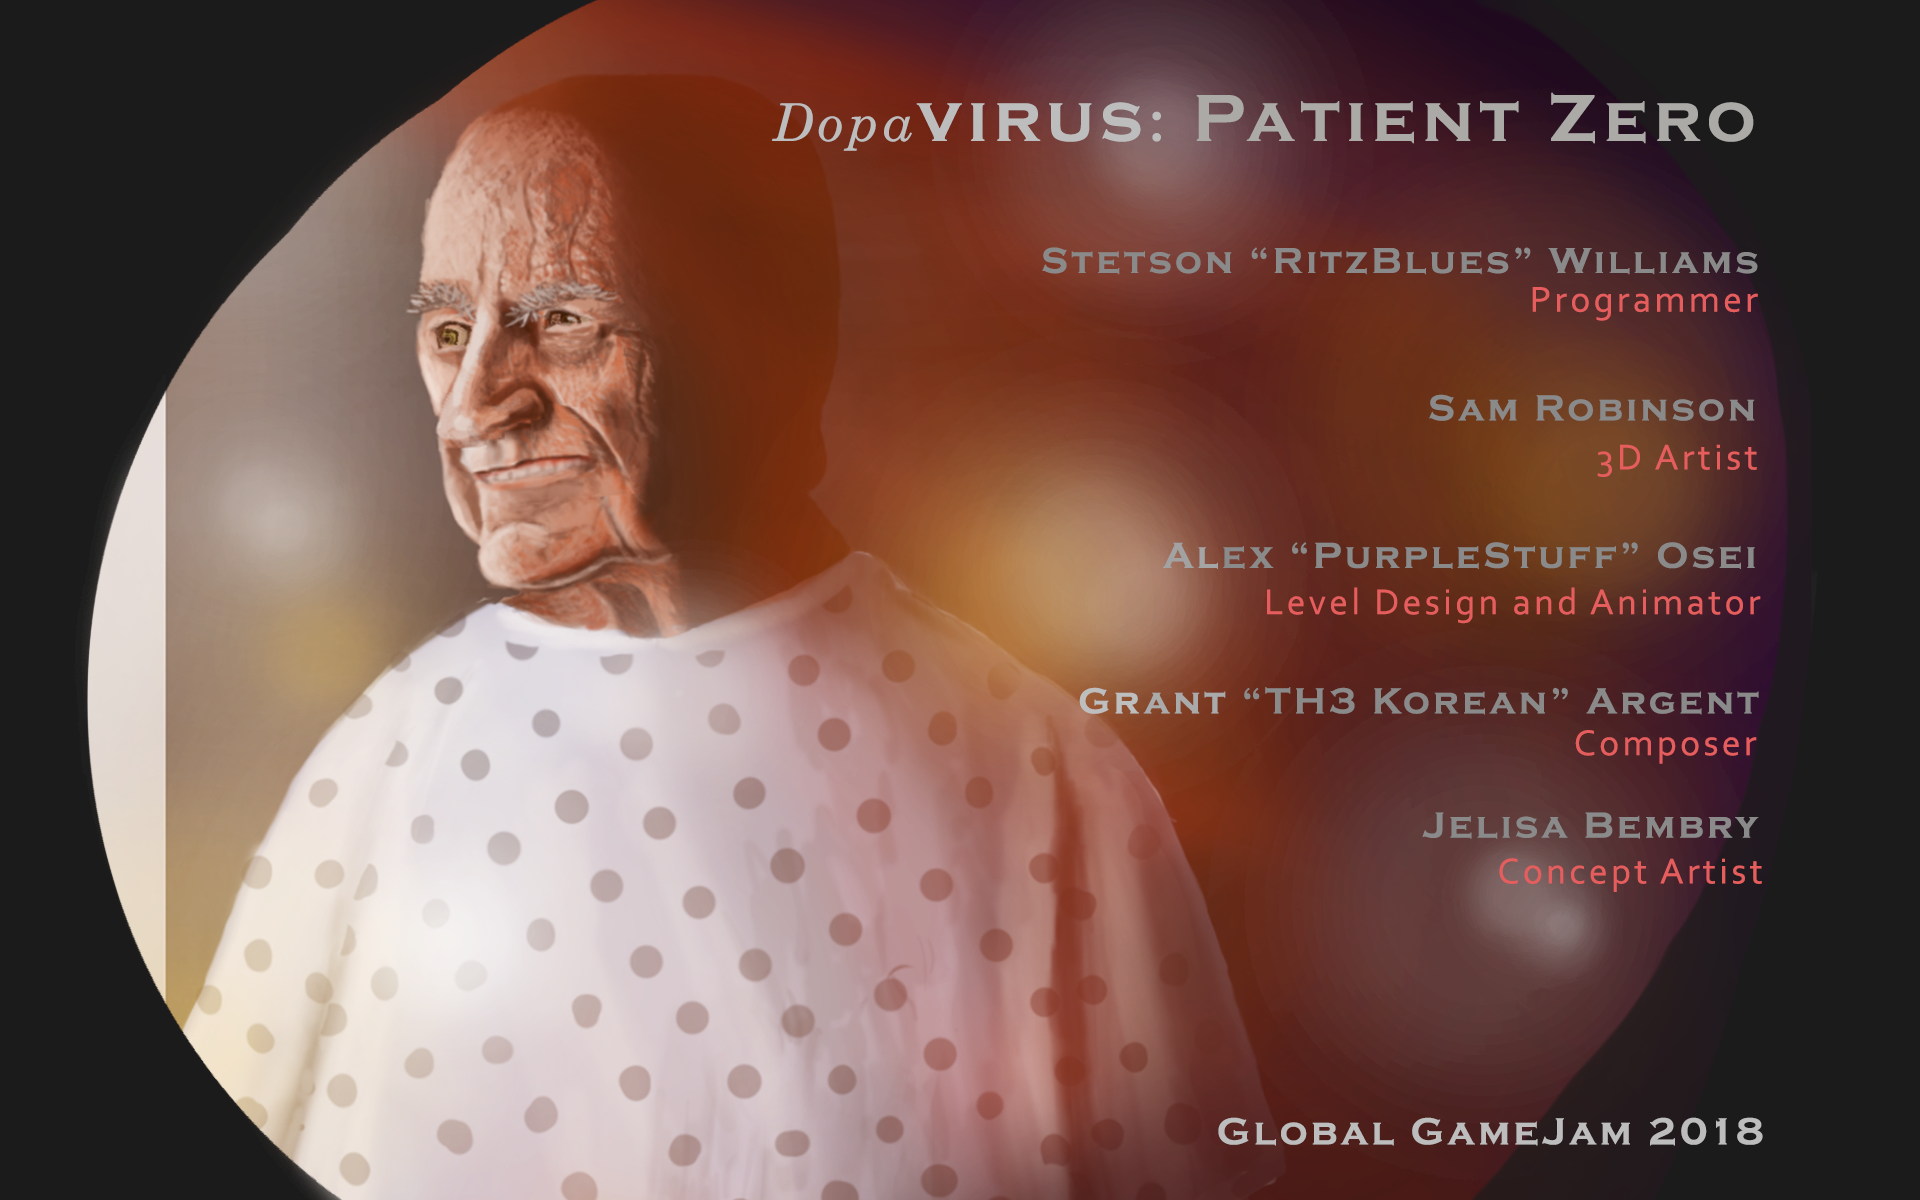 DopaVIRUS: PATIENT ZERO
STETSON “RITZBLUES” WILLIAMS
Programmer
SAM ROBINSON
3D Artist
ALEX “PURPLESTUFF” OSEI
Level Design and Animator
GRANT “TH3 KOREAN” ARGENT
Composer
JELISA BEMBRY
Concept Artist
GLOBAL GAMEJAM 2018